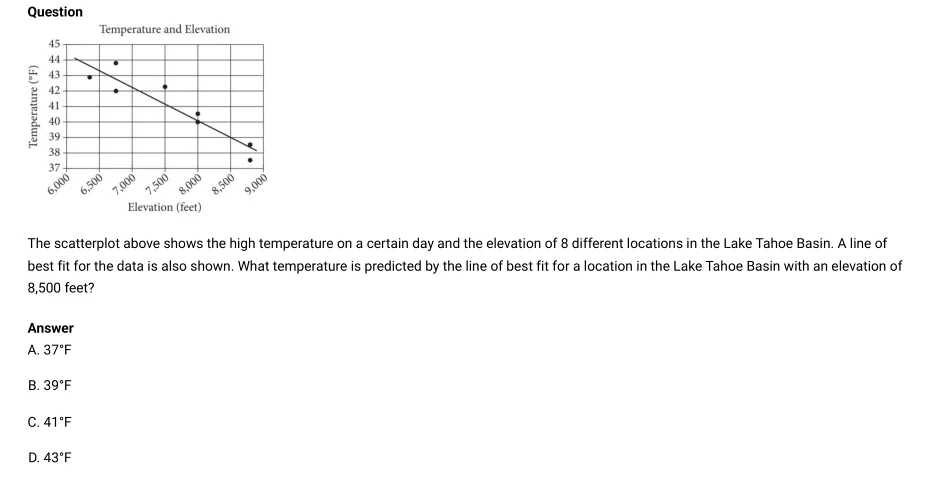 Question
Temperature and Elevation
Temperature (°F)
45
44
43
42
41
40
39
38
37
6,000
6,500
7,000
7,500
8,000
8,500
9,000
Elevation (feet)
The scatterplot above shows the high temperature on a certain day and the elevation of 8 different locations in the Lake Tahoe Basin. A line of
best fit for the data is also shown. What temperature is predicted by the line of best fit for a location in the Lake Tahoe Basin with an elevation of
8,500 feet?
Answer
A. 37°F
B. 39°F
C. 41°F
D. 43°F